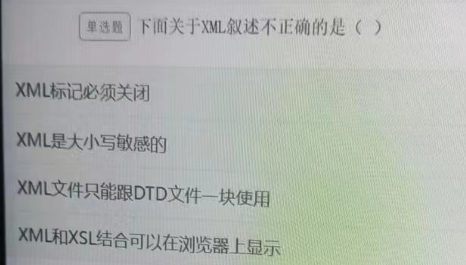 单选题 下面关于XML叙述不正确的是（ ）
XML标记必须关闭
XML是大小写敏感的
XML文件只能跟DTD文件一块使用
XML和XSL结合可以在浏览器上显示